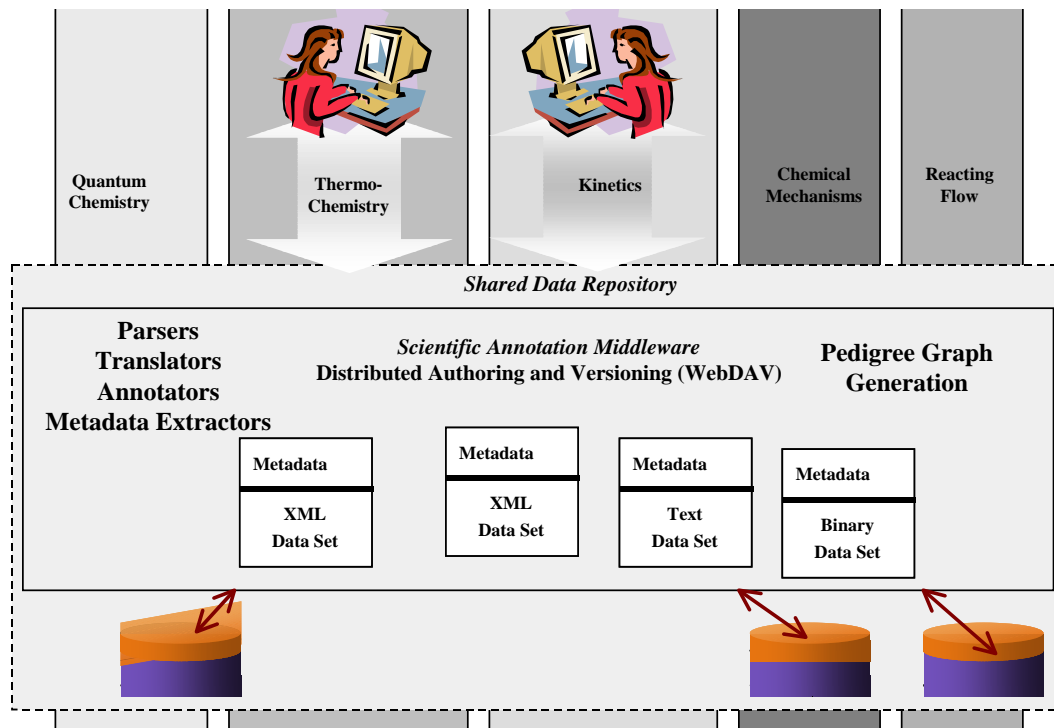 Quantum
Chemistry
Thermo-
Chemistry
Kinetics
Chemical
Mechanisms
Reacting
Flow
Shared Data Repository
Parsers
Translators
Annotators
Metadata Extractors
Scientific Annotation Middleware
Distributed Authoring and Versioning (WebDAV)
Pedigree Graph
Generation
Metadata
XML
Data Set
Metadata
XML
Data Set
Metadata
Text
Data Set
Metadata
Binary
Data Set